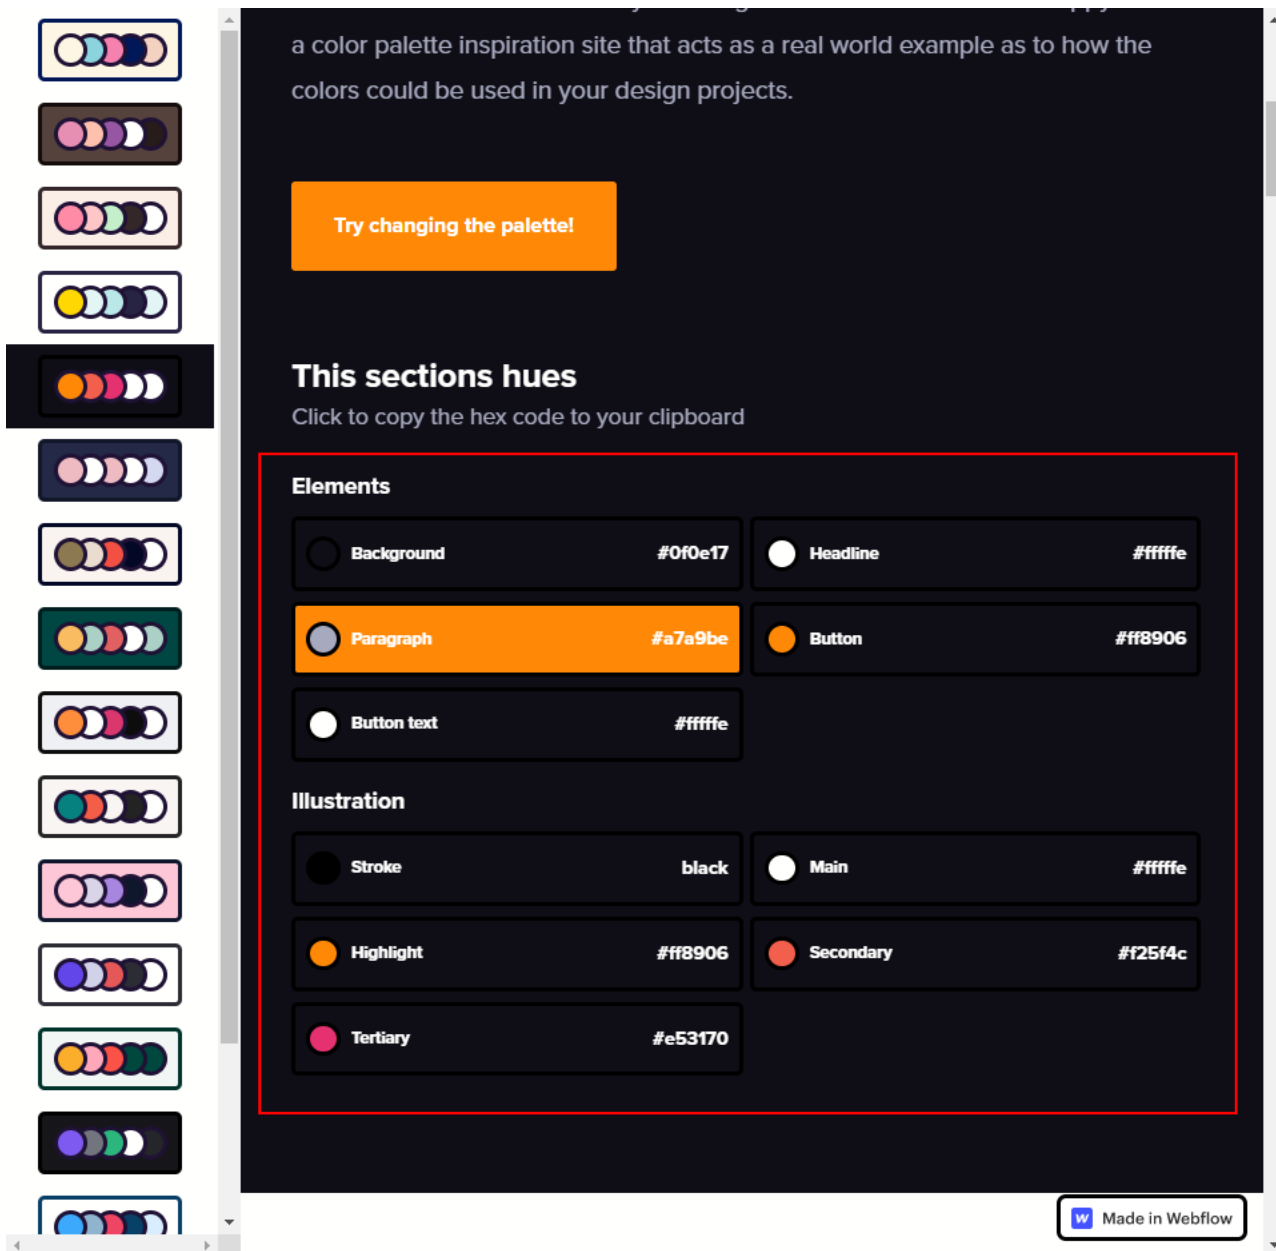 a color palette inspiration site that acts as a real world example as to how the
colors could be used in your design projects.
Try changing the palette!
This sections hues
Click to copy the hex code to your clipboard
Elements
Background #0f0e17
Headline #fffffe
Paragraph #a7a9be
Button #ff8906
Button text #fffffe
Illustration
Stroke black
Main #fffffe
Highlight #ff8906
Secondary #f25f4c
Tertiary #e53170
Made in Webflow